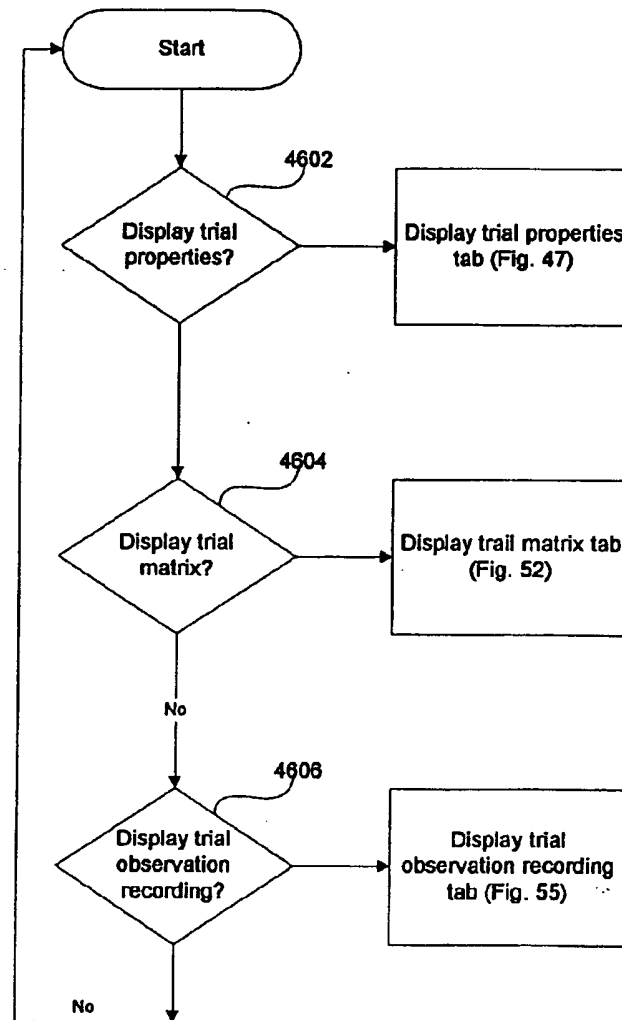 Start
4602
Display trial
properties?
Display trial properties
tab (Fig. 47)
4604
Display trial
matrix?
Display trail matrix tab
(Fig. 52)
No
4606
Display trial
observation
recording?
Display trial
observation recording
tab (Fig. 55)
No